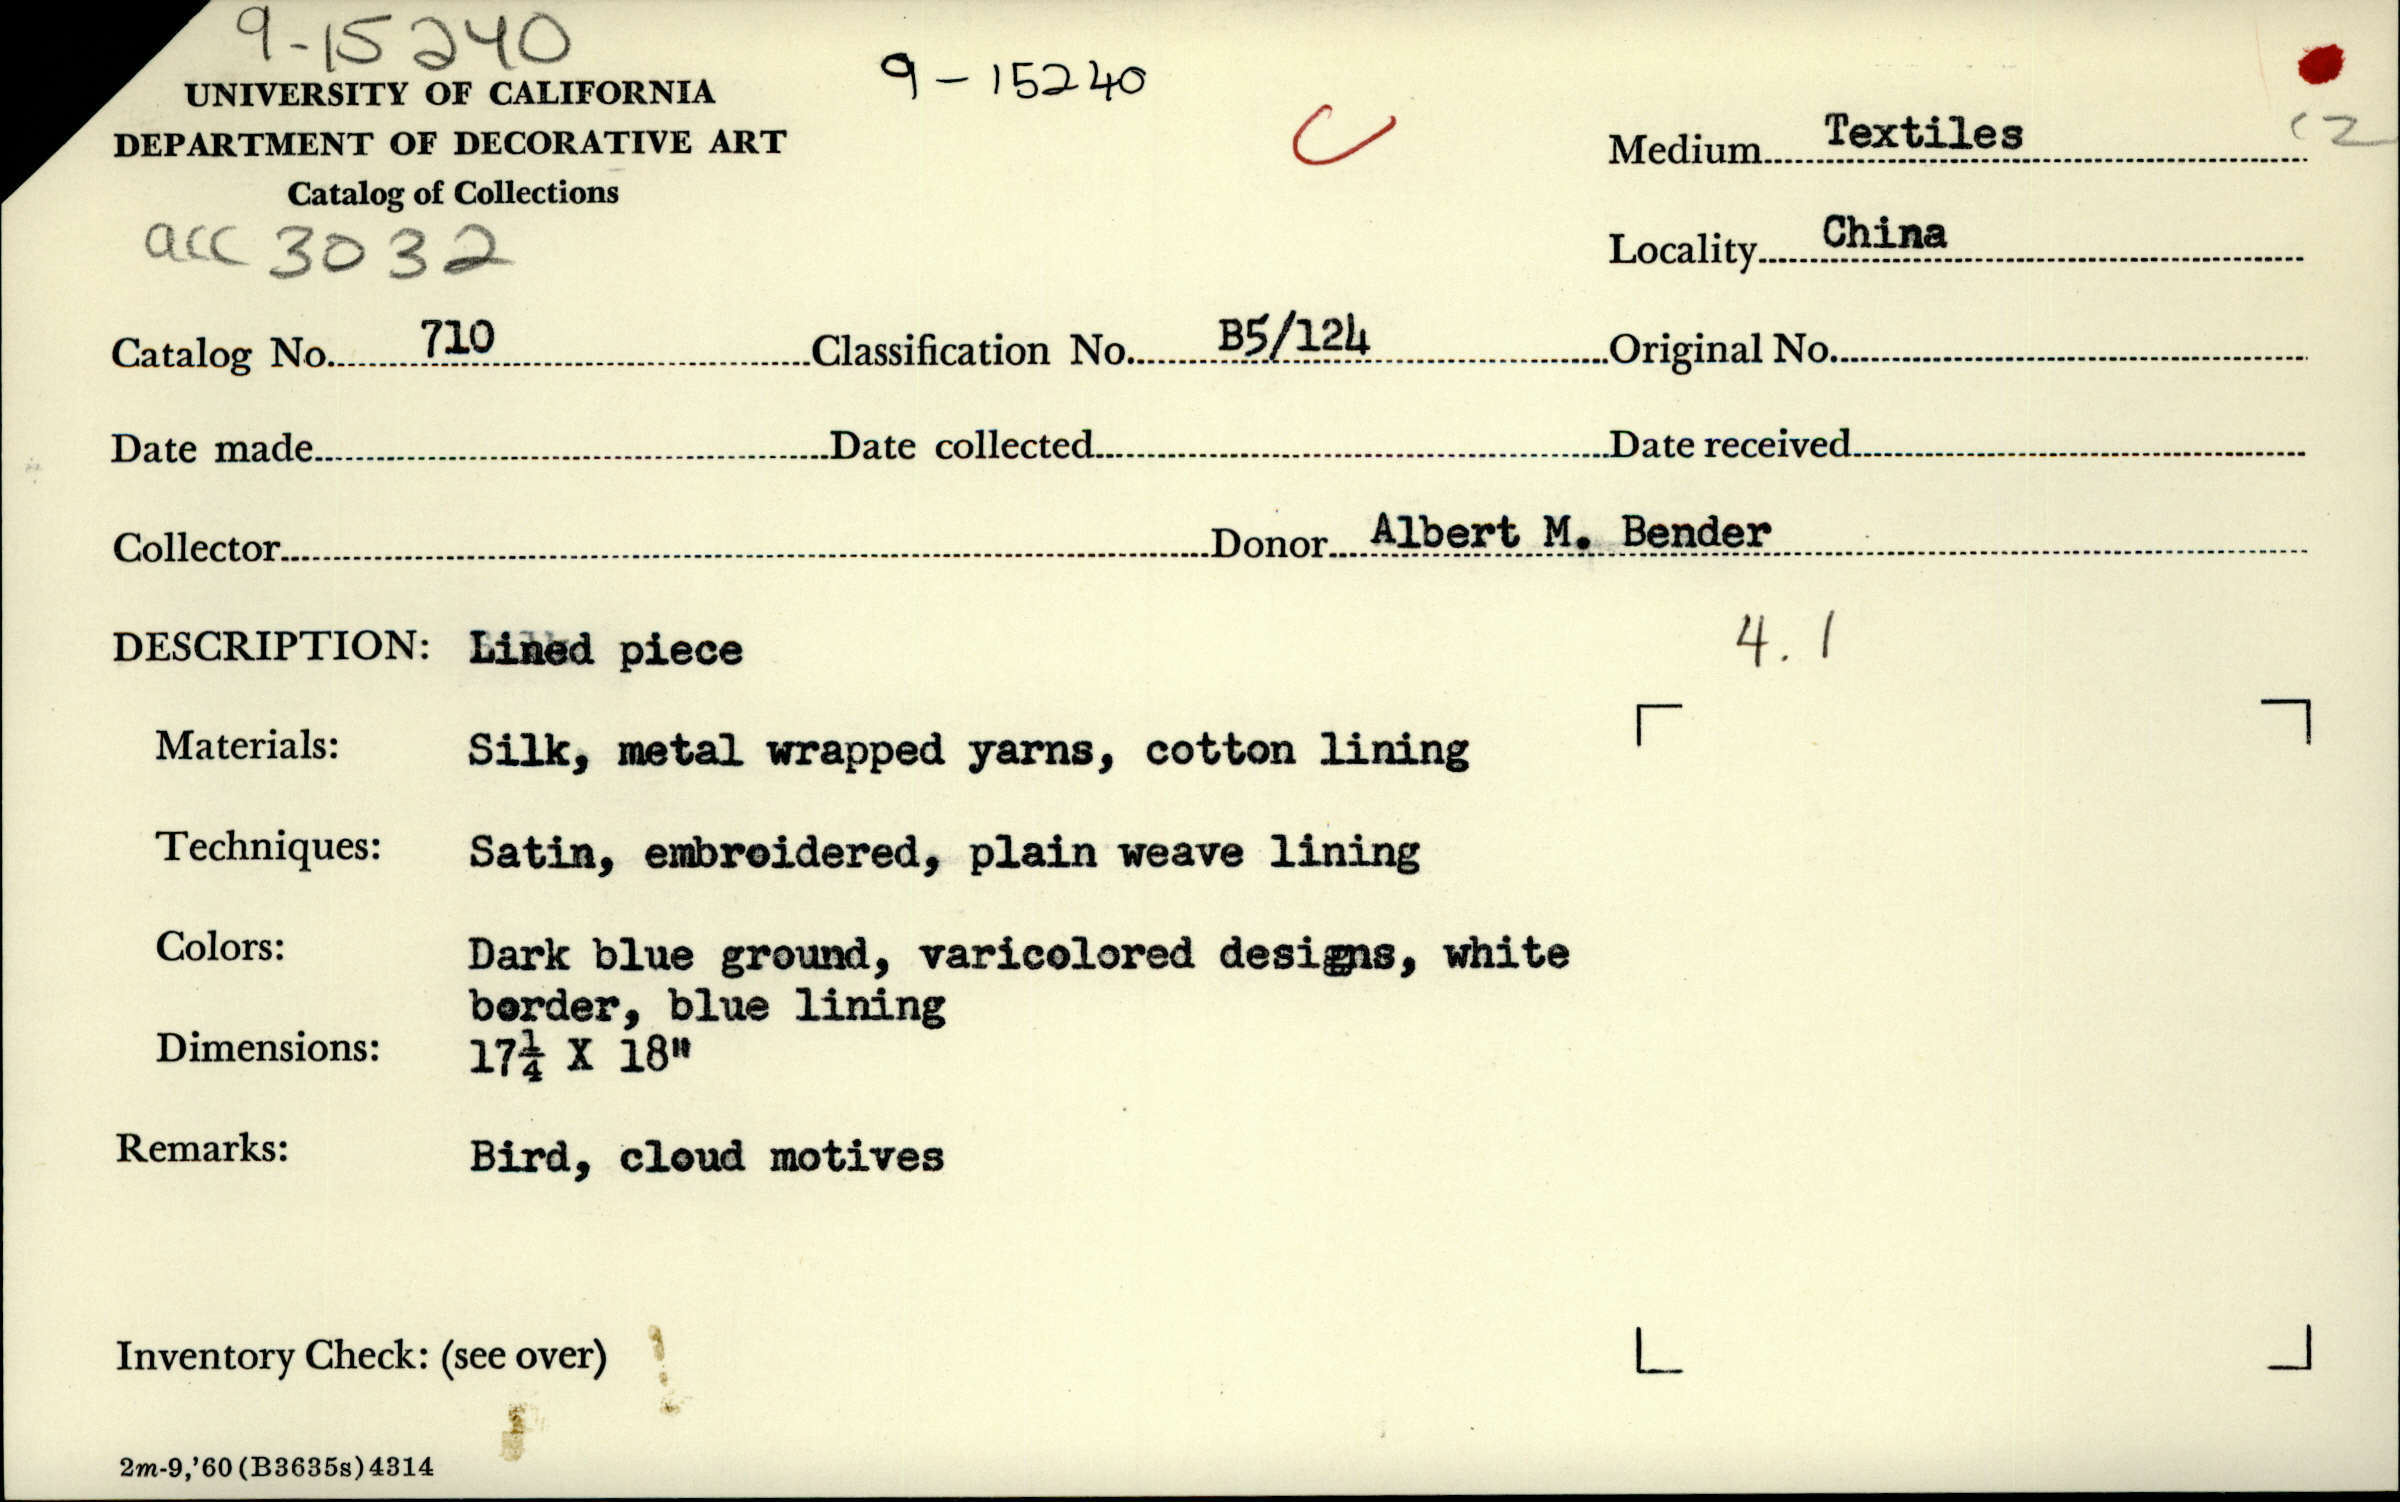 9-15240
UNIVERSITY OF CALIFORNIA
DEPARTMENT OF DECORATIVE ART
Catalog of Collections
acc 3032
9-15240
C
Medium Textiles
Locality China
Catalog No. 710 Classification No. B5/124 Original No.
Date made Date collected Date received
Collector Donor Albert M. Bender
DESCRIPTION: Lined piece
4.1
Materials: Silk, metal wrapped yarns, cotton lining
Techniques: Satin, embroidered, plain weave lining
Colors: Dark blue ground, varicolored designs, white
border, blue lining
Dimensions: 17¼ X 18"
Remarks: Bird, cloud motives
Inventory Check: (see over)
2m-9,'60(B3635s)4314